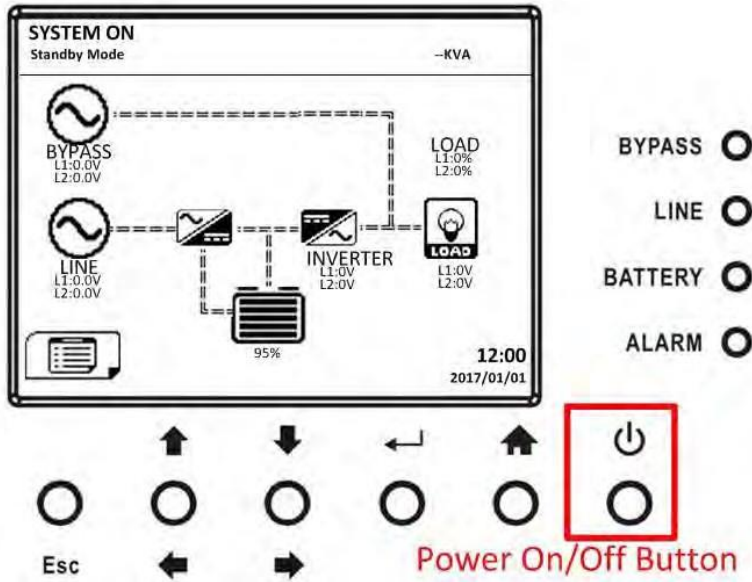 SYSTEM ON
Standby Mode
--KVA
BYPASS
L1:0.0V
L2:0.0V
LOAD
L1:0%
L2:0%
LINE
L1:0.0V
L2:0.0V
INVERTER
L1:0V
L2:0V
LOAD
L1:0V
L2:0V
95%
12:00
2017/01/01
BYPASS
LINE
BATTERY
ALARM
Esc
Power On/Off Button